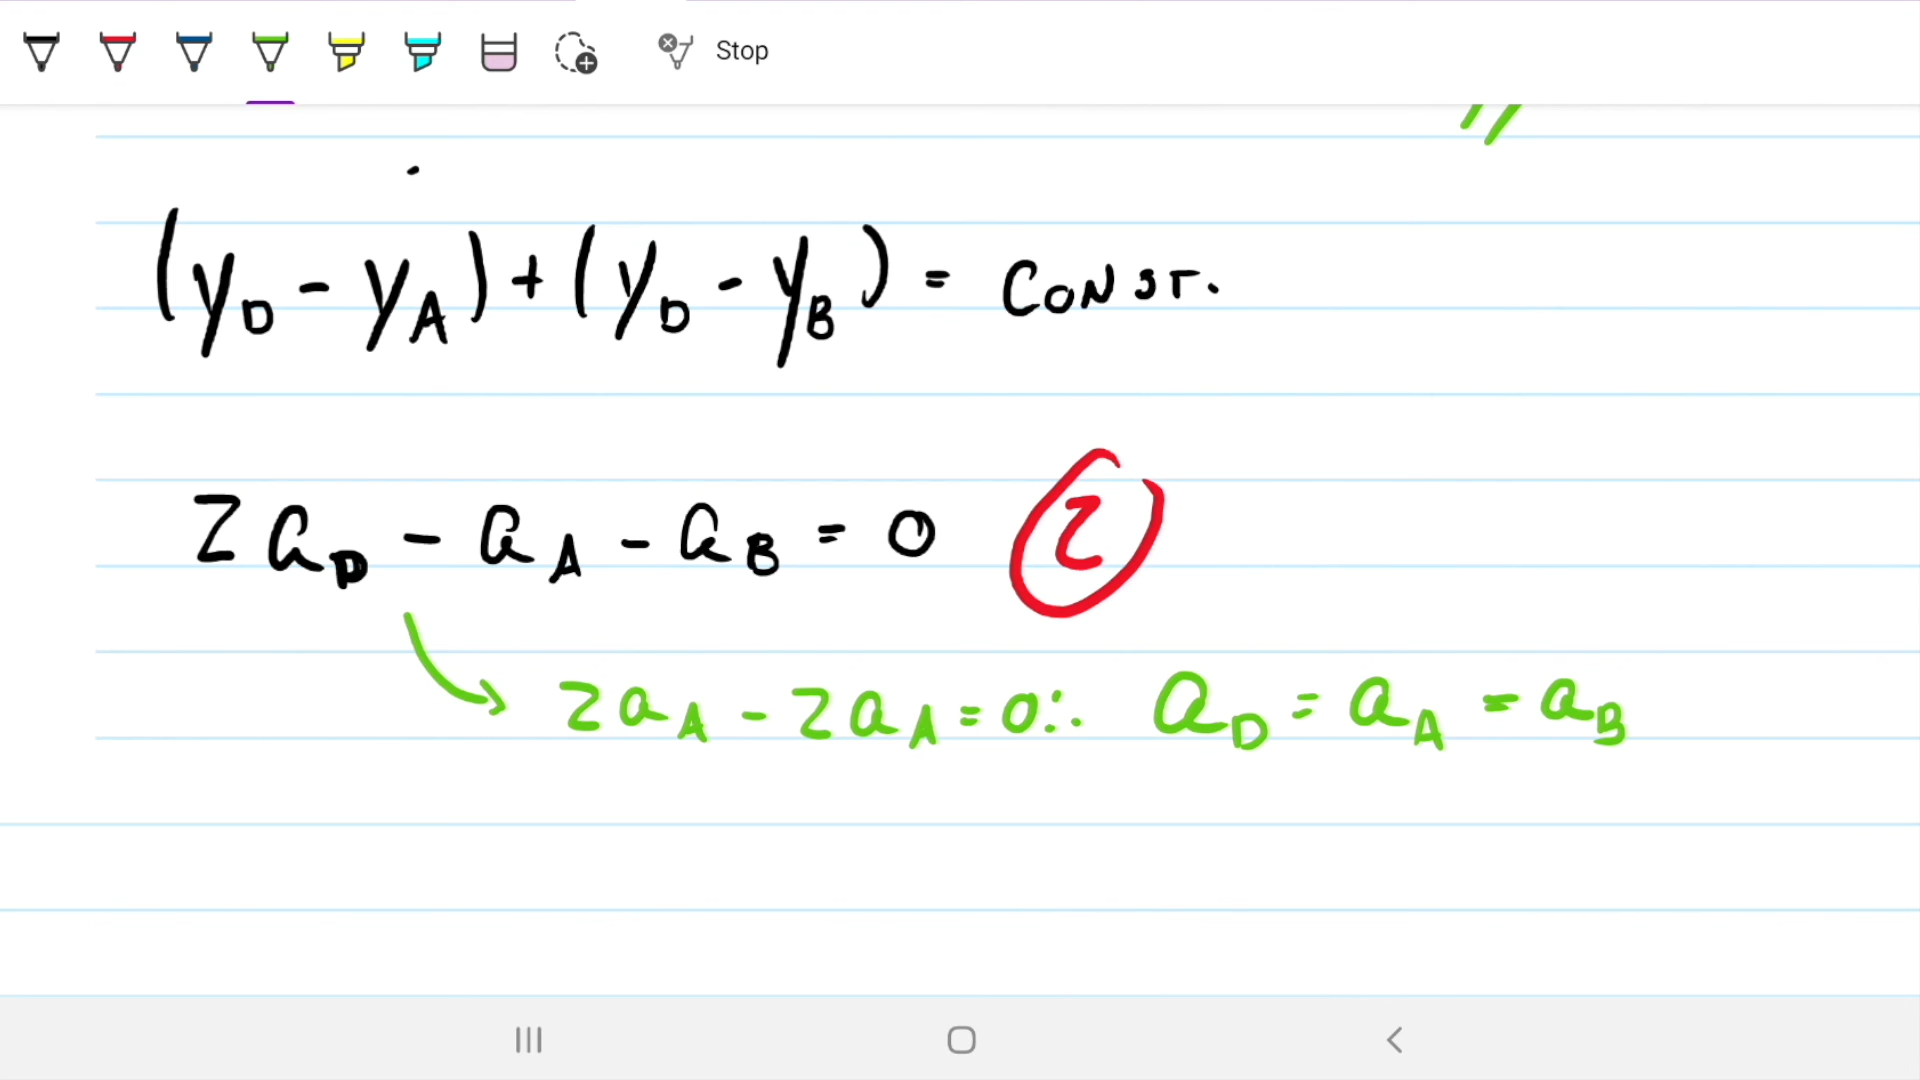 Stop
(y_D - y_A) + (y_D - y_B) = CONST.
2a_D - a_A - a_B = 0 ②
2a_A - 2a_A = 0 ∴ a_D = a_A = a_B